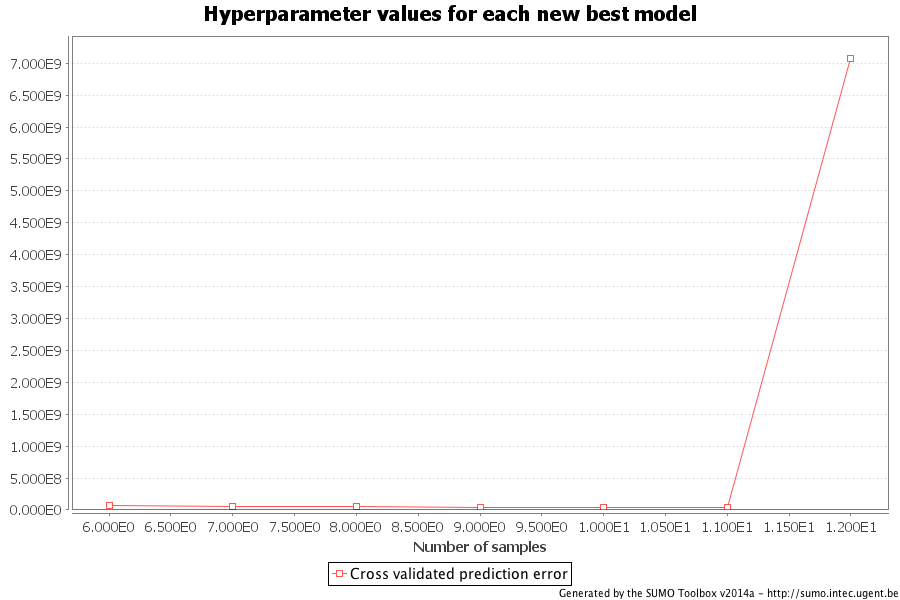 Hyperparameter values for each new best model
7.000E9
6.500E9
6.000E9
5.500E9
5.000E9
4.500E9
4.000E9
3.500E9
3.000E9
2.500E9
2.000E9
1.500E9
1.000E9
5.000E8
0.000E0
6.000E0 6.500E0 7.000E0 7.500E0 8.000E0 8.500E0 9.000E0 9.500E0 1.000E1 1.050E1 1.100E1 1.150E1 1.200E1
Number of samples
Cross validated prediction error
Generated by the SUMO Toolbox v2014a - http://sumo.intec.ugent.be